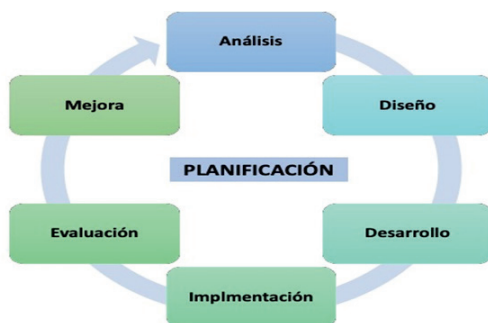 Análisis
Mejora
Diseño
PLANIFICACIÓN
Evaluación
Desarrollo
Implmentación